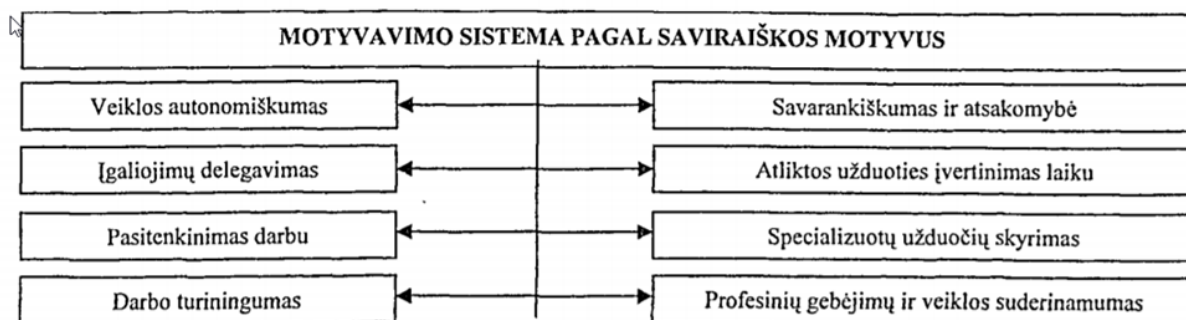 MOTYVAVIMO SISTEMA PAGAL SAVIRAIŠKOS MOTYVUS
Veiklos autonomiškumas
Savarankiškumas ir atsakomybė
Įgaliojimų delegavimas
Atliktos užduoties įvertinimas laiku
Pasitenkinimas darbu
Specializuotų užduočių skyrimas
Darbo turiningumas
Profesinių gebėjimų ir veiklos suderinamumas